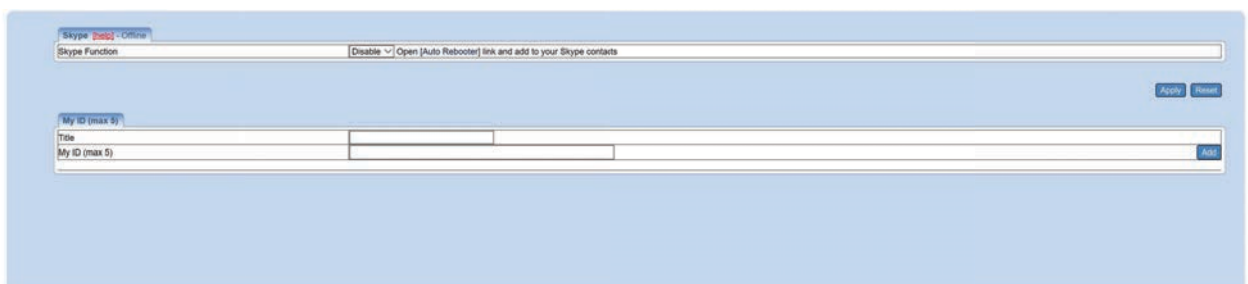 Skype [help] - Offline
Skype Function Disable Open [Auto Rebooter] link and add to your Skype contacts
Apply Reset
My ID (max 5)
Title
My ID (max 5) Add